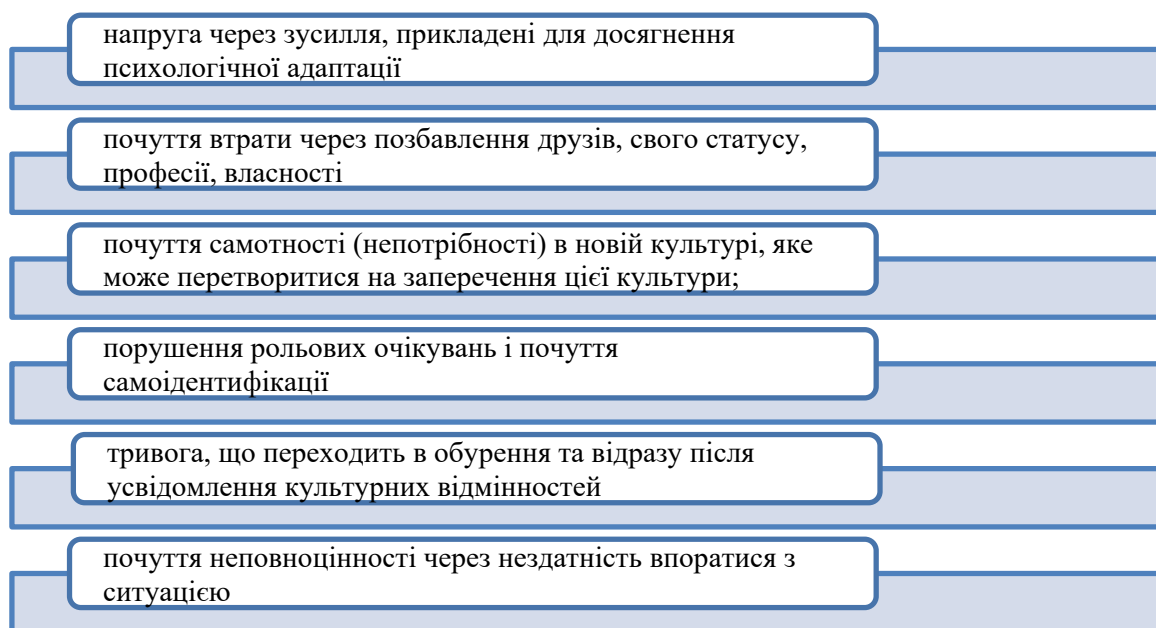 напруга через зусилля, прикладені для досягнення
психологічної адаптації
почуття втрати через позбавлення друзів, свого статусу,
професії, власності
почуття самотності (непотрібності) в новій культурі, яке
може перетворитися на заперечення цієї культури;
порушення рольових очікувань і почуття
самоідентифікації
тривога, що переходить в обурення та відразу після
усвідомлення культурних відмінностей
почуття неповноцінності через нездатність впоратися з
ситуацією